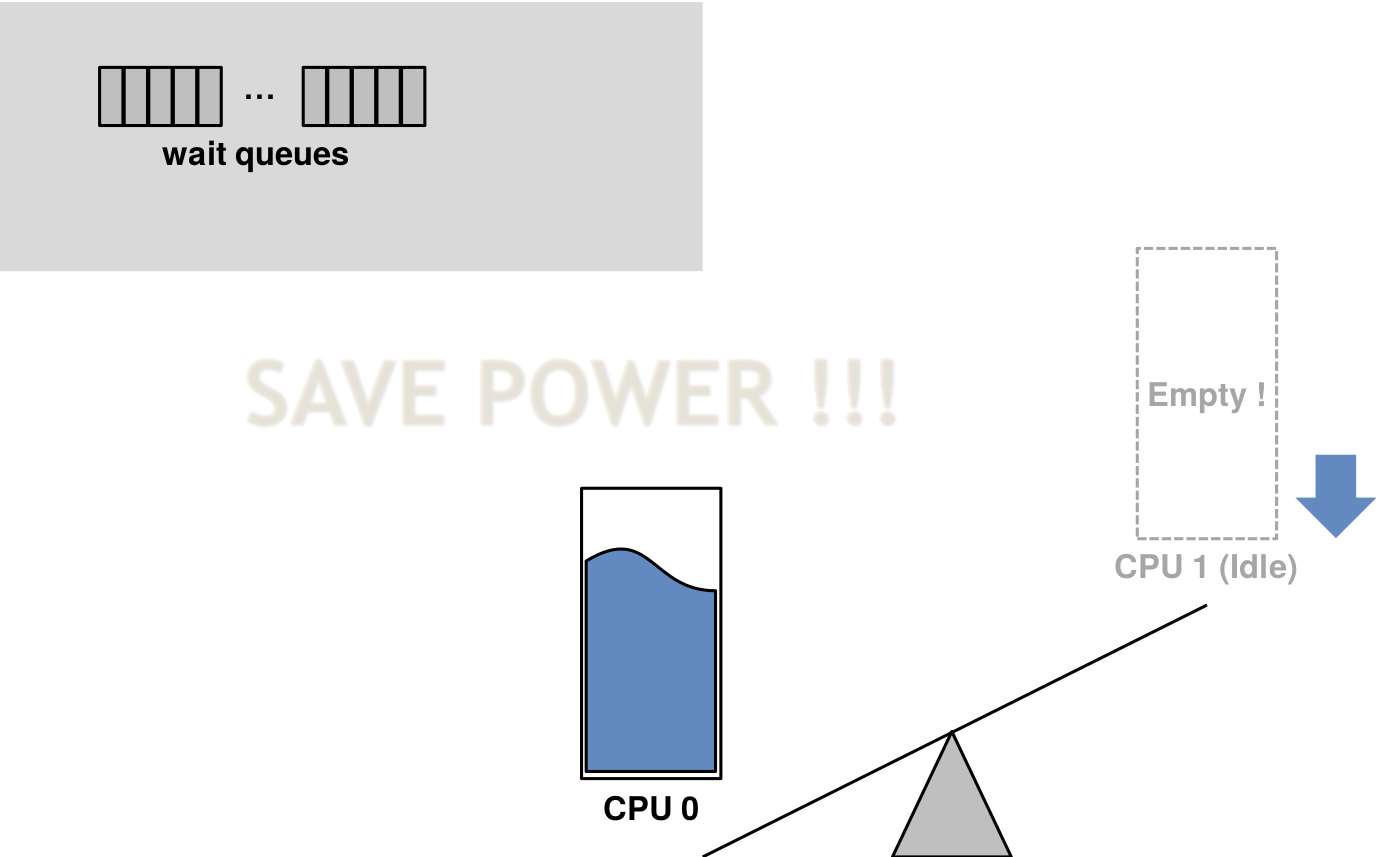 ...
wait queues
SAVE POWER !!!
Empty !
CPU 1 (Idle)
CPU 0